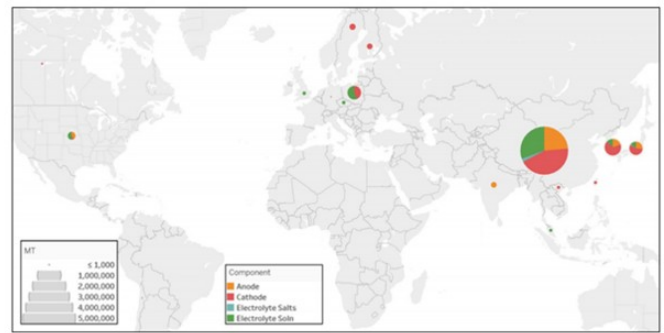 MT
≤ 1,000
1,000,000
2,000,000
3,000,000
4,000,000
5,000,000
Component
Anode
Cathode
Electrolyte Salts
Electrolyte Soln